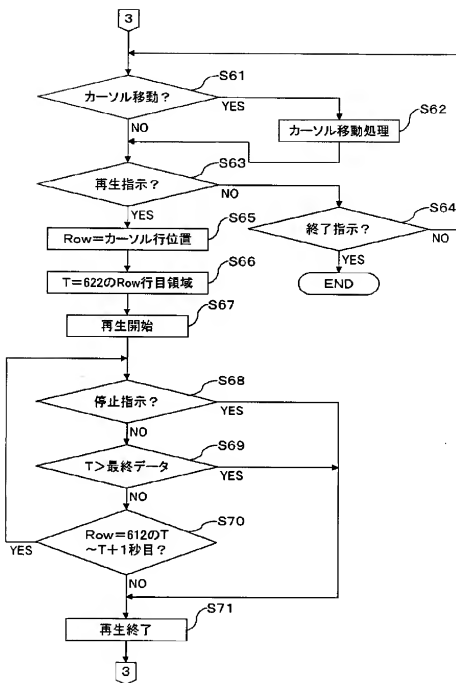 3
S61
カーソル移動？
YES
S62
NO
カーソル移動処理
S63
再生指示？
NO
YES
S65
S64
Row＝カーソル行位置
終了指示？
NO
S66
YES
T＝622のRow行目領域
END
S67
再生開始
S68
停止指示？
YES
NO
S69
T＞最終データ
YES
NO
S70
Row＝612のT
～T＋1秒目？
YES
NO
S71
再生終了
3